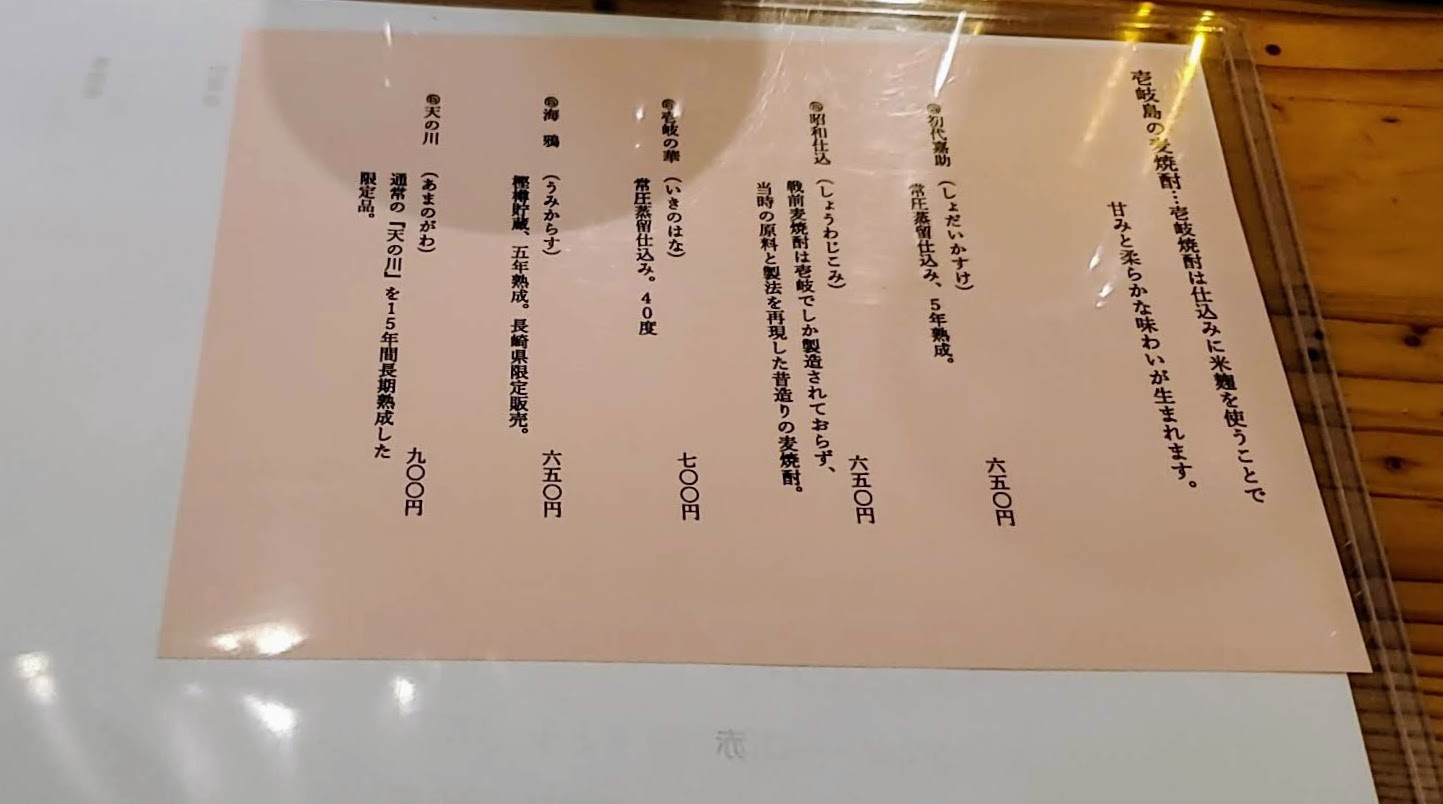 壱岐島の麦焼酎…壱岐焼酎は仕込みに米麹を使うことで
甘みと柔らかな味わいが生まれます。
初代嘉助 (しょだいかすけ)
常圧蒸留仕込み、5年熟成。
六五〇円
昭和仕込 (しょうわじこみ)
戦前麦焼酎は壱岐でしか製造されておらず、
当時の原料と製法を再現した昔造りの麦焼酎。
六五〇円
壱岐の華 (いきのはな)
常圧蒸留仕込み。40度
七〇〇円
海 鴉 (うみからす)
樫樽貯蔵、五年熟成。長崎県限定販売。
六五〇円
天の川 (あまのがわ)
通常の『天の川』を15年間長期熟成した
限定品。
九〇〇円
赤